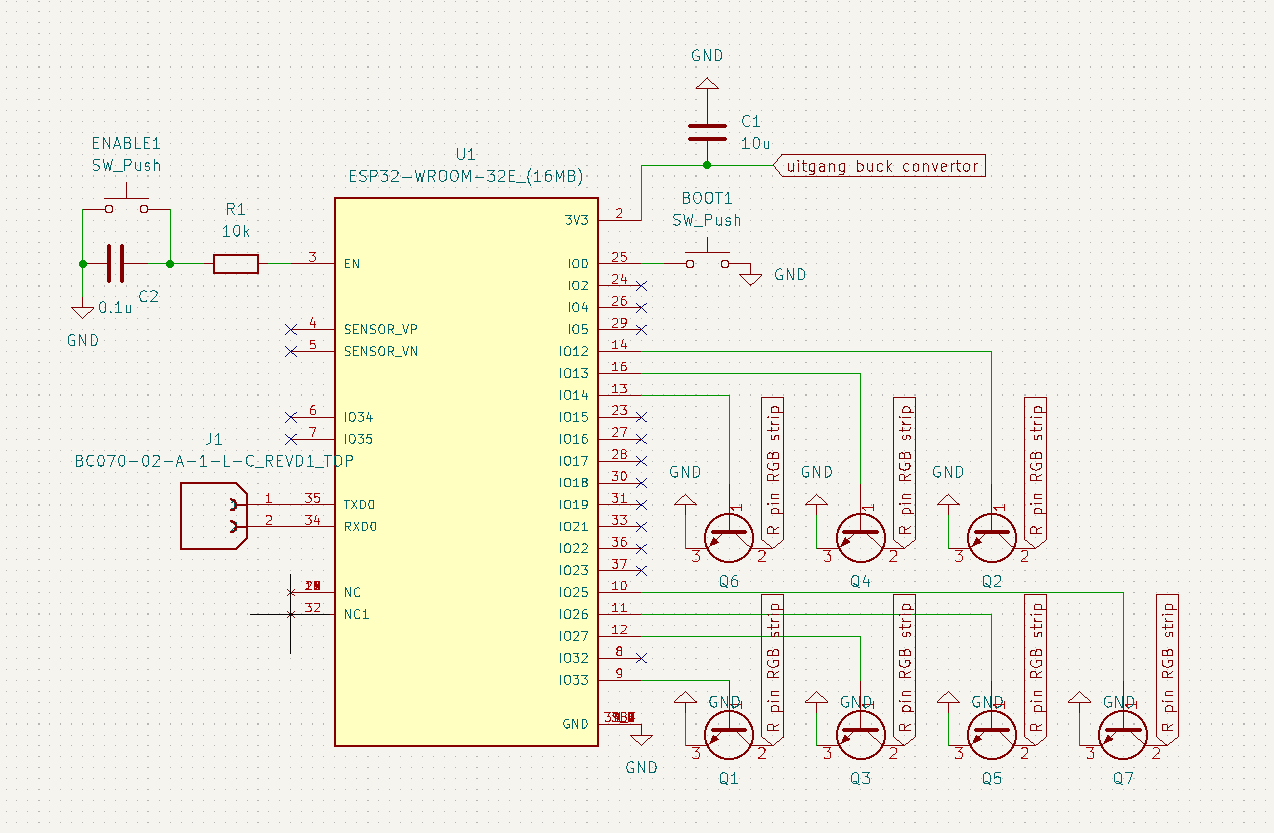 GND
C1
10u
uitgang buck convertor
ENABLE1
SW_Push
U1
ESP32-WROOM-32E_(16MB)
BOOT1
SW_Push
R1
10k
C2
0.1u
GND
GND
3 EN
4 SENSOR_VP
5 SENSOR_VN
6 IO34
7 IO35
35 TXD0
34 RXD0
NC
32 NC1
3V3 2
IO0 25
IO2 24
IO4 26
IO5 29
IO12 14
IO13 16
IO14 13
IO15 23
IO16 27
IO17 28
IO18 30
IO19 31
IO21 33
IO22 36
IO23 37
IO25 10
IO26 11
IO27 12
IO32 8
IO33 9
GND
GND
J1
BC070-02-A-1-L-C_REVD1_TOP
1
2
GND
1
3
2
Q6
R pin RGB strip
GND
1
3
2
Q4
R pin RGB strip
GND
1
3
2
Q2
R pin RGB strip
GND
1
3
2
Q1
R pin RGB strip
GND
1
3
2
Q3
R pin RGB strip
GND
1
3
2
Q5
R pin RGB strip
GND
1
3
2
Q7
R pin RGB strip